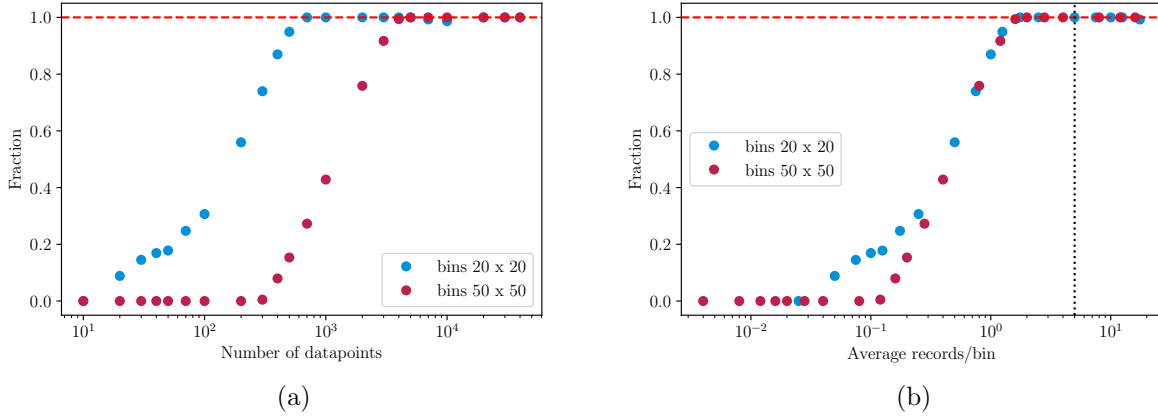 1.0
0.8
0.6
0.4
0.2
0.0
Fraction
bins 20 x 20
bins 50 x 50
10^1 10^2 10^3 10^4
Number of datapoints
(a)
1.0
0.8
0.6
0.4
0.2
0.0
Fraction
bins 20 x 20
bins 50 x 50
10^−2 10^−1 10^0 10^1
Average records/bin
(b)